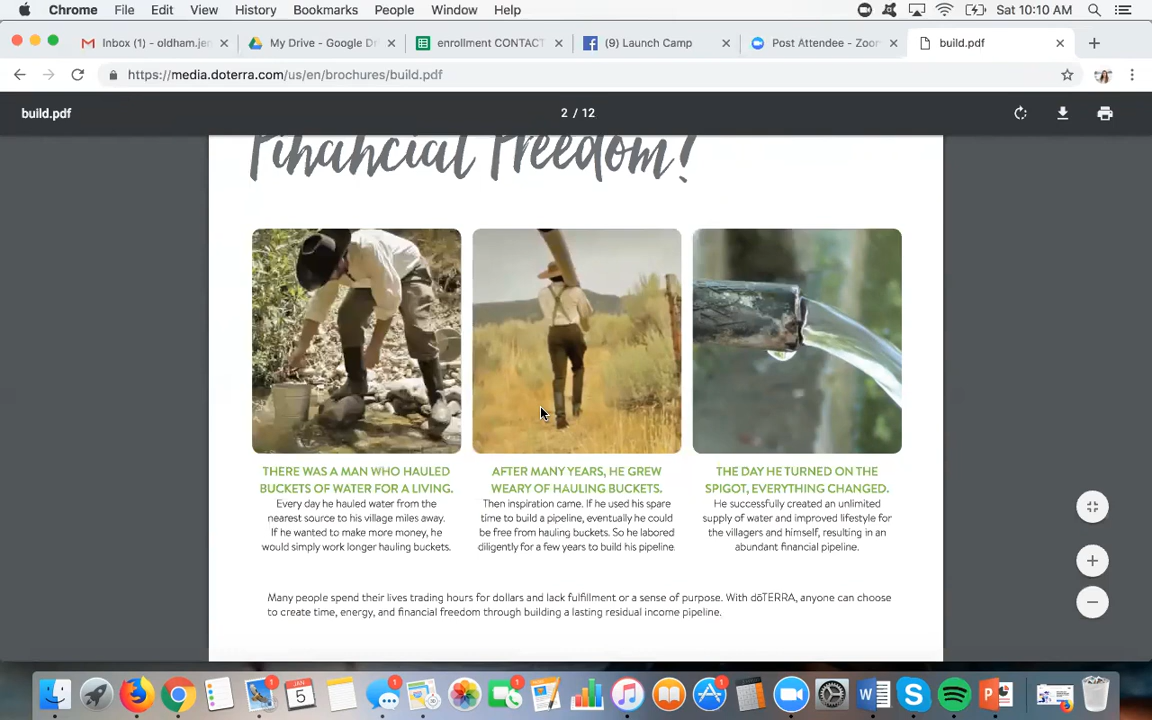 Chrome File Edit View History Bookmarks People Window Help Sat 10:10 AM
Inbox (1) - oldham.jen My Drive - Google Dr enrollment CONTACT (9) Launch Camp Post Attendee - Zoom build.pdf
https://media.doterra.com/us/en/brochures/build.pdf
build.pdf 2 / 12
Financial Freedom?
THERE WAS A MAN WHO HAULED
BUCKETS OF WATER FOR A LIVING.
Every day he hauled water from the
nearest source to his village miles away.
If he wanted to make more money, he
would simply work longer hauling buckets.
AFTER MANY YEARS, HE GREW
WEARY OF HAULING BUCKETS.
Then inspiration came. If he used his spare
time to build a pipeline, eventually he could
be free from hauling buckets. So he labored
diligently for a few years to build his pipeline.
THE DAY HE TURNED ON THE
SPIGOT, EVERYTHING CHANGED.
He successfully created an unlimited
supply of water and improved lifestyle for
the villagers and himself, resulting in an
abundant financial pipeline.
Many people spend their lives trading hours for dollars and lack fulfillment or a sense of purpose. With dōTERRA, anyone can choose
to create time, energy, and financial freedom through building a lasting residual income pipeline.